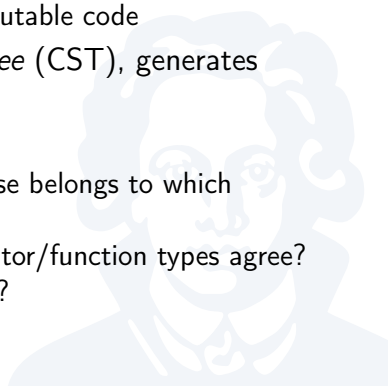 utable code
ee (CST), generates
se belongs to which
tor/function types agree?
?